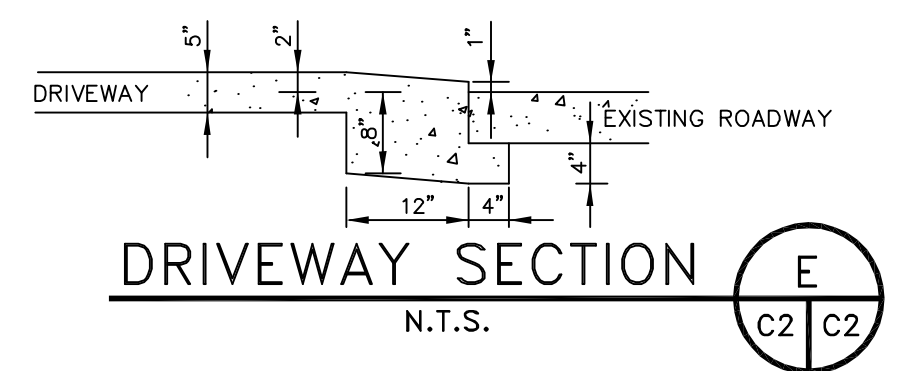 5" 2" 1"
DRIVEWAY
8"
EXISTING ROADWAY
4"
12" 4"
DRIVEWAY SECTION
E
N.T.S.
C2 C2